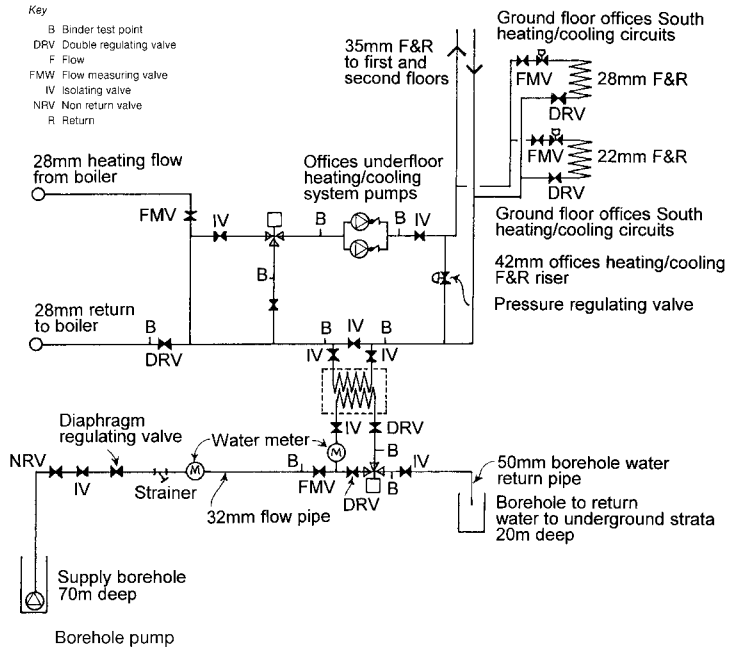 Key
B Binder test point
DRV Double regulating valve
F Flow
FMW Flow measuring valve
IV Isolating valve
NRV Non return valve
R Return
35mm F&R
to first and
second floors
Ground floor offices South
heating/cooling circuits
FMV
28mm F&R
DRV
FMV
22mm F&R
DRV
Ground floor offices South
heating/cooling circuits
28mm heating flow
from boiler
Offices underfloor
heating/cooling
system pumps
FMV
IV
B
B
IV
42mm offices heating/cooling
F&R riser
B
Pressure regulating valve
28mm return
to boiler
B
DRV
B
IV
B
IV
IV
Diaphragm
regulating valve
Water meter
IV
DRV
NRV
IV
Strainer
M
M
B
FMV
DRV
B
B
IV
32mm flow pipe
50mm borehole water
return pipe
Borehole to return
water to underground strata
20m deep
Supply borehole
70m deep
Borehole pump